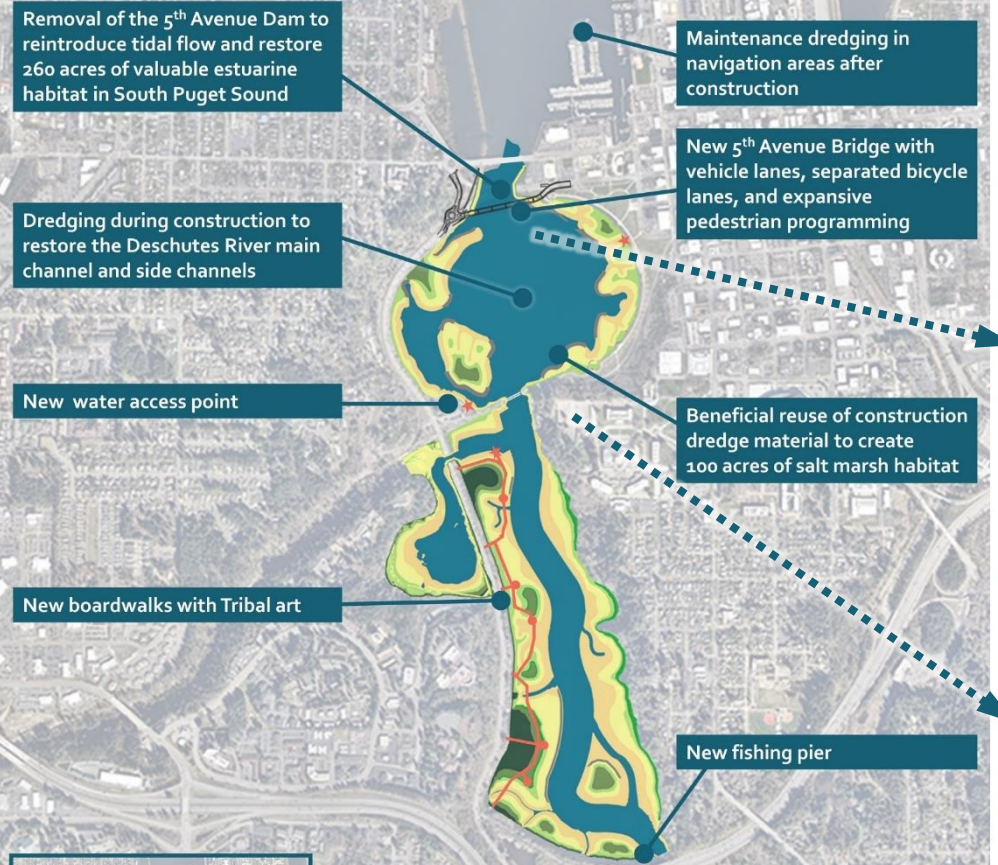 Removal of the 5th Avenue Dam to
reintroduce tidal flow and restore
260 acres of valuable estuarine
habitat in South Puget Sound
Maintenance dredging in
navigation areas after
construction
New 5th Avenue Bridge with
vehicle lanes, separated bicycle
lanes, and expansive
pedestrian programming
Dredging during construction to
restore the Deschutes River main
channel and side channels
New water access point
Beneficial reuse of construction
dredge material to create
100 acres of salt marsh habitat
New boardwalks with Tribal art
New fishing pier